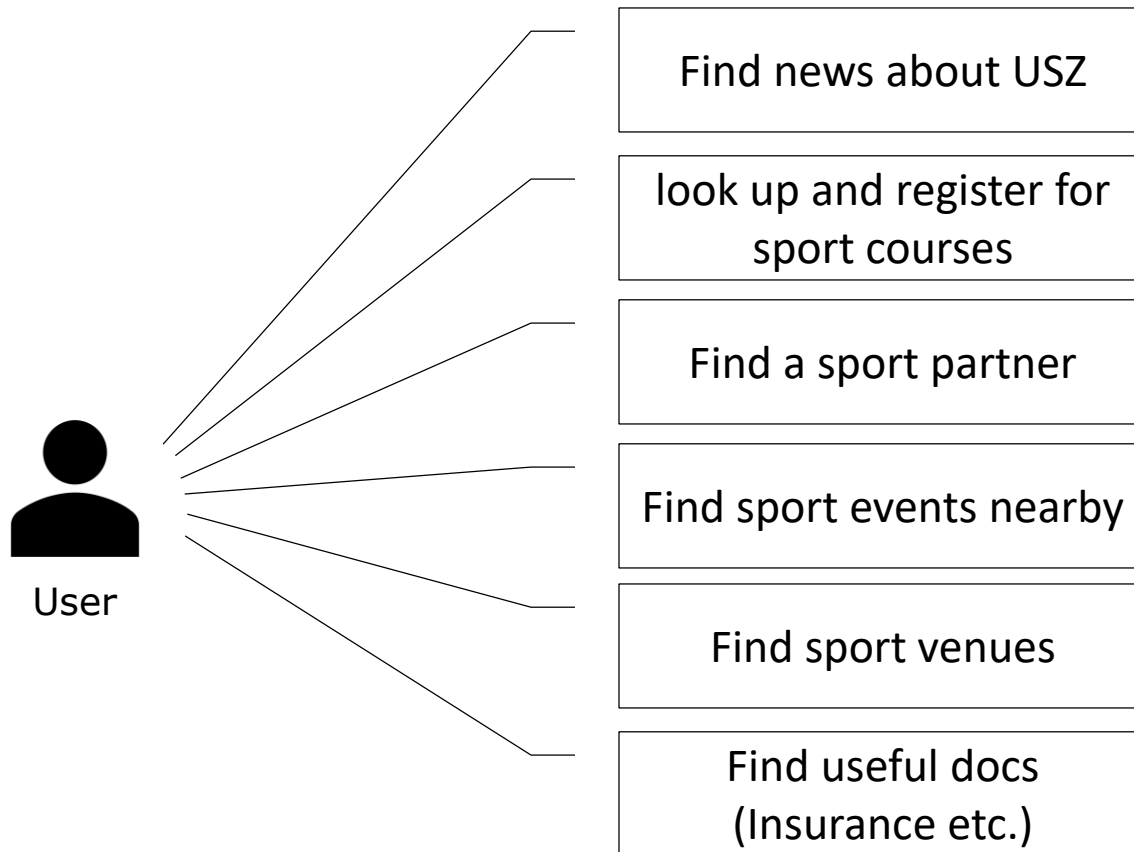 Find news about USZ
look up and register for
sport courses
Find a sport partner
Find sport events nearby
User
Find sport venues
Find useful docs
(Insurance etc.)